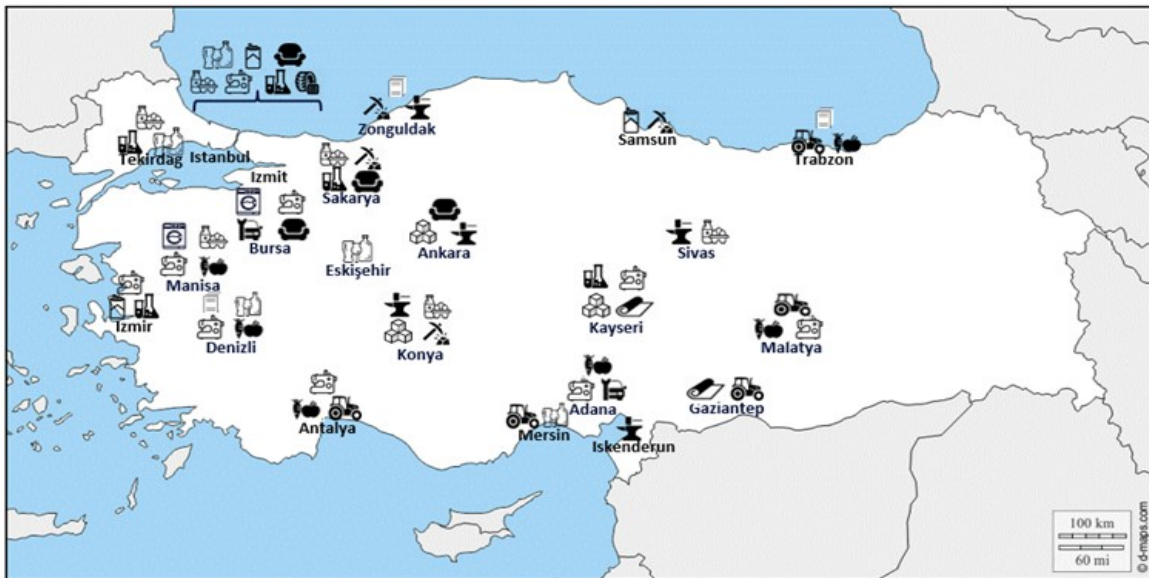 Zonguldak
Samsun
Trabzon
Tekirdag
Istanbul
Izmit
Sakarya
Bursa
Ankara
Sivas
Eskişehir
Manisa
Izmir
Denizli
Konya
Kayseri
Malatya
Antalya
Mersin
Adana
Gaziantep
Iskenderun
100 km
60 mi
© d-maps.com